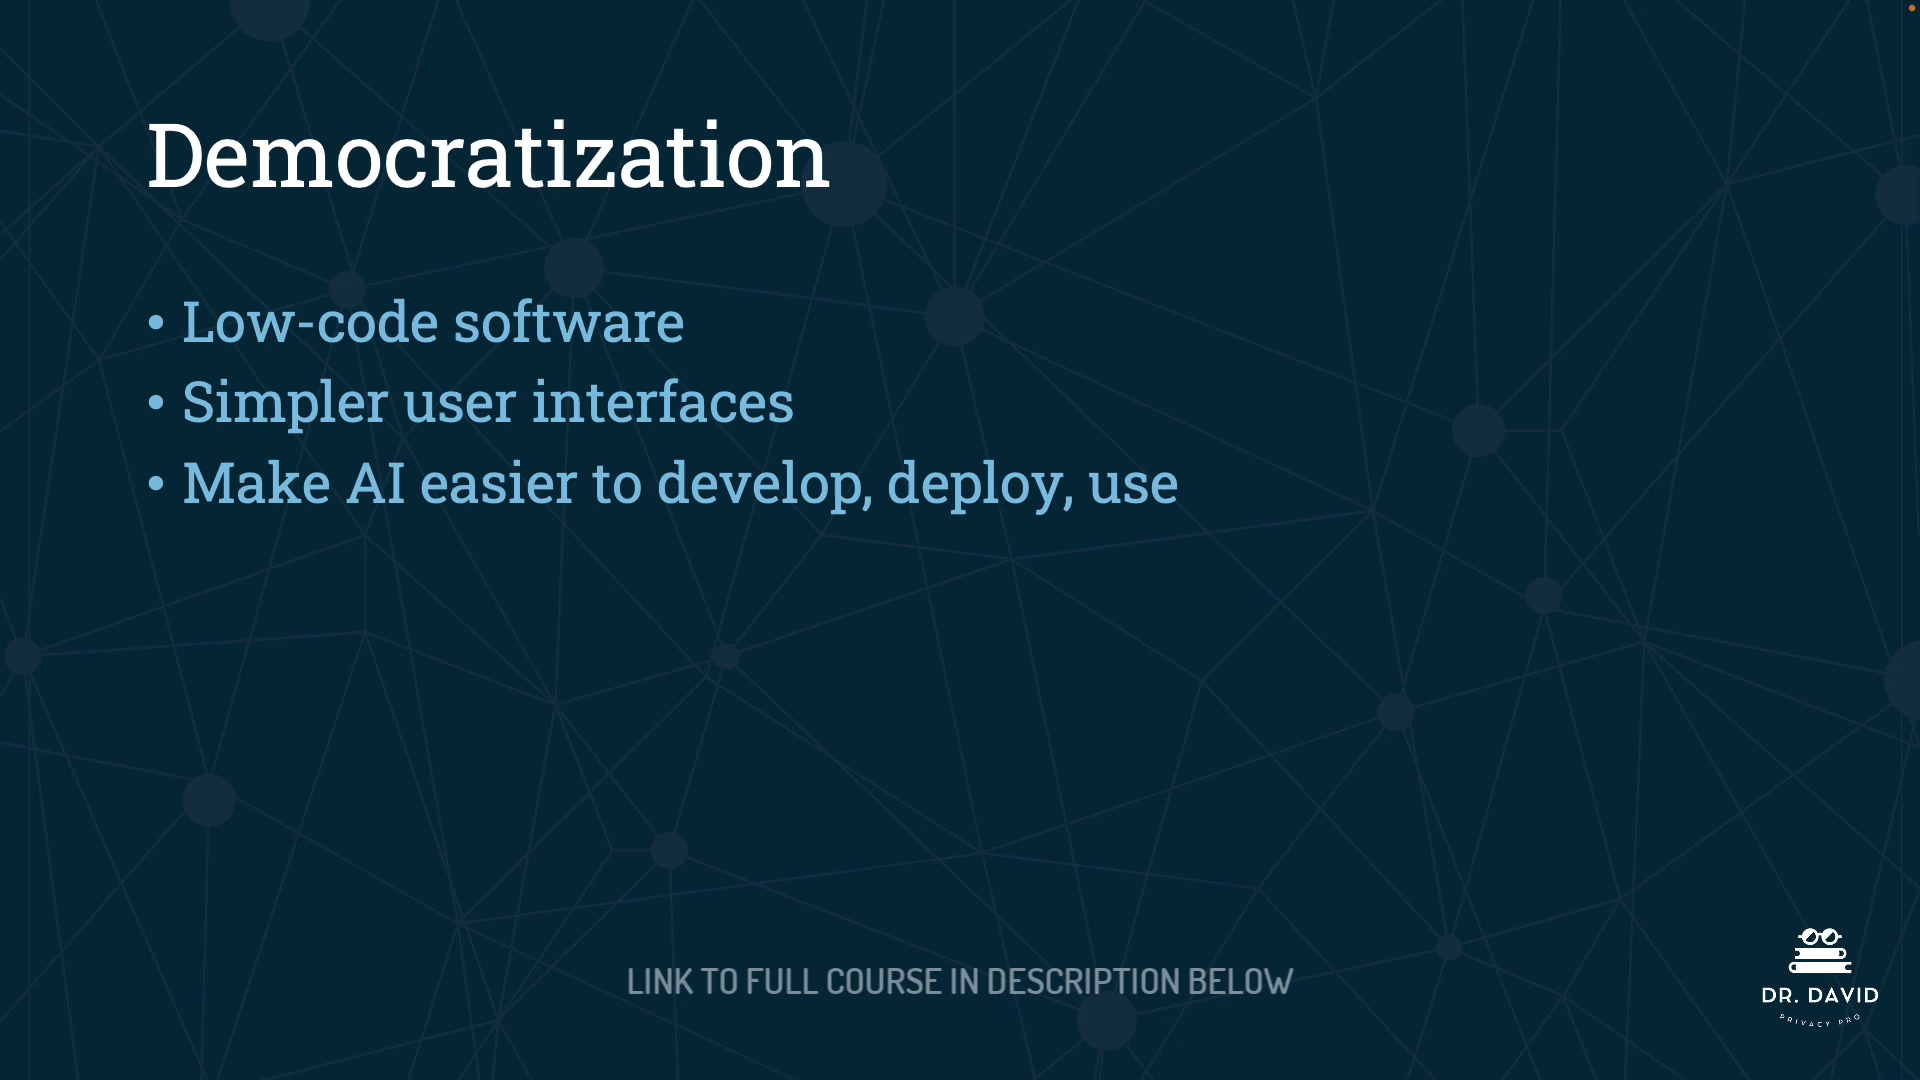 Democratization
• Low-code software
• Simpler user interfaces
• Make AI easier to develop, deploy, use
LINK TO FULL COURSE IN DESCRIPTION BELOW
DR. DAVID
PRIVACY PRO